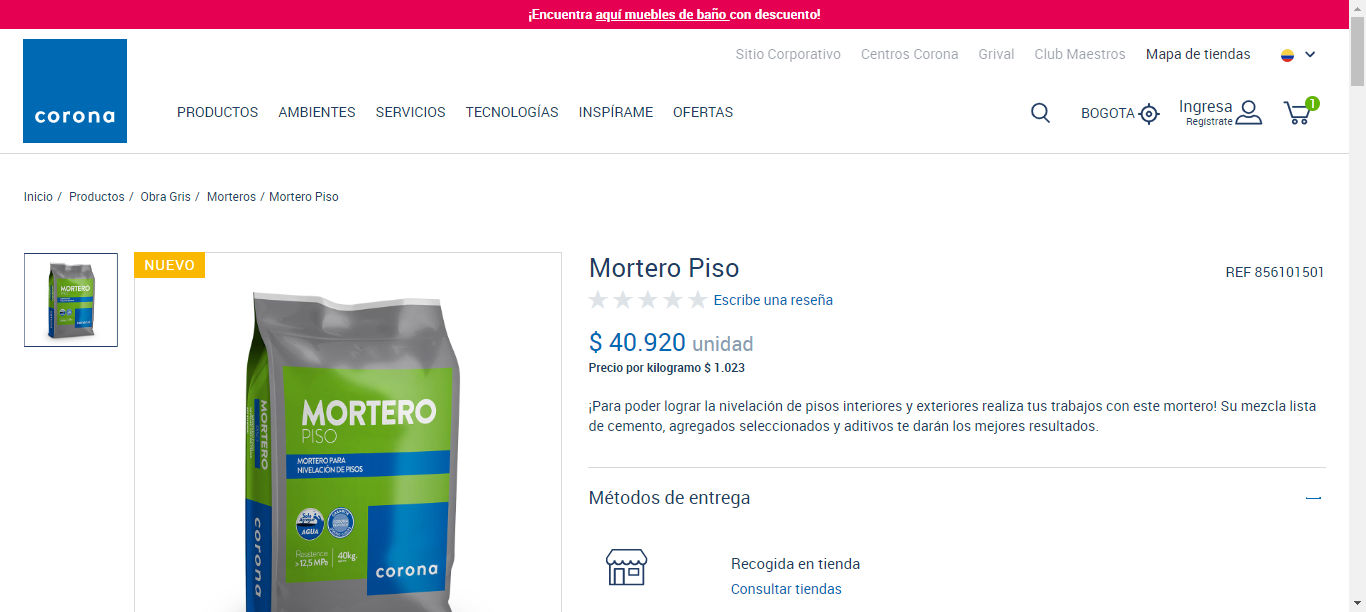 ¡Encuentra aquí muebles de baño con descuento!
Sitio Corporativo Centros Corona Grival Club Maestros Mapa de tiendas
corona
PRODUCTOS AMBIENTES SERVICIOS TECNOLOGÍAS INSPÍRAME OFERTAS
BOGOTA
Ingresa
Regístrate
1
Inicio / Productos / Obra Gris / Morteros / Mortero Piso
NUEVO
MORTERO
PISO
MORTERO PARA
NIVELACIÓN DE PISOS
MORTERO
AGUA
Resistencia
>12,5 MPa
40kg.
corona
corona
Mortero Piso
REF 856101501
Escribe una reseña
$ 40.920 unidad
Precio por kilogramo $ 1.023
¡Para poder lograr la nivelación de pisos interiores y exteriores realiza tus trabajos con este mortero! Su mezcla lista
de cemento, agregados seleccionados y aditivos te darán los mejores resultados.
Métodos de entrega
Recogida en tienda
Consultar tiendas